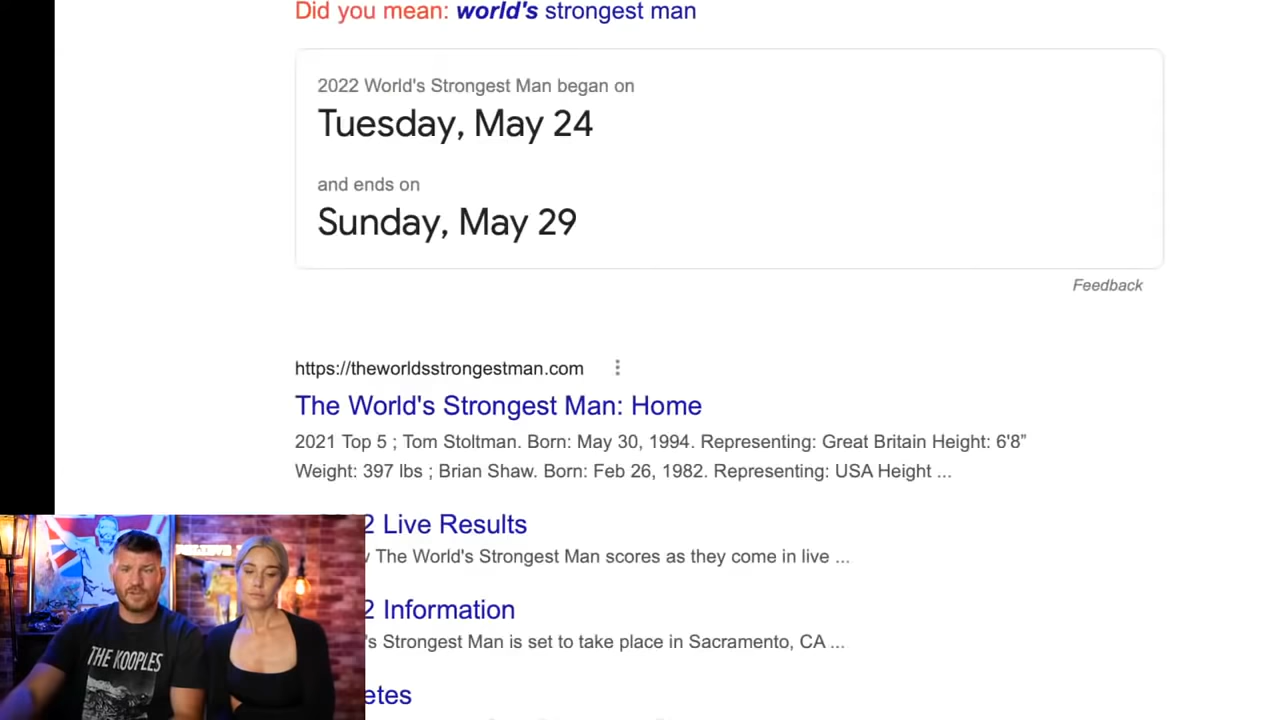 Did you mean: world's strongest man
2022 World's Strongest Man began on
Tuesday, May 24
and ends on
Sunday, May 29
Feedback
https://theworldsstrongestman.com
The World's Strongest Man: Home
2021 Top 5 ; Tom Stoltman. Born: May 30, 1994. Representing: Great Britain Height: 6'8”
Weight: 397 lbs ; Brian Shaw. Born: Feb 26, 1982. Representing: USA Height ...
2 Live Results
The World's Strongest Man scores as they come in live ...
2 Information
's Strongest Man is set to take place in Sacramento, CA ...
etes
THE KOOPLES